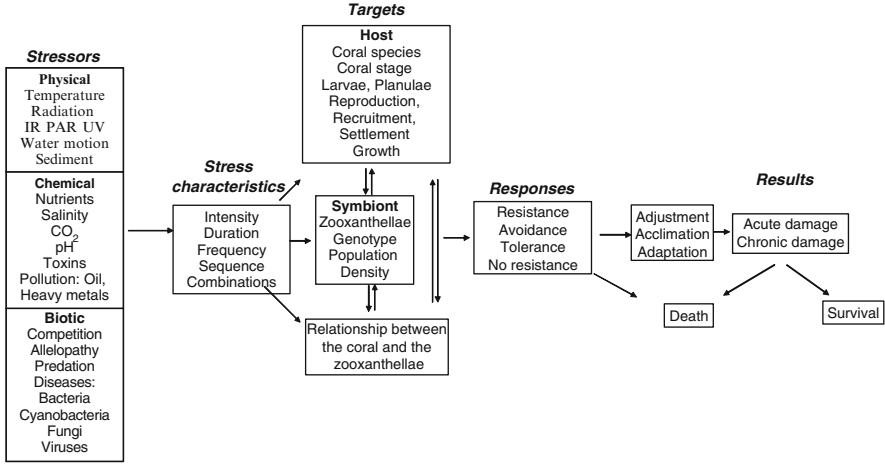 Stressors
Physical
Temperature
Radiation
IR PAR UV
Water motion
Sediment
Chemical
Nutrients
Salinity
CO2
pH
Toxins
Pollution: Oil,
Heavy metals
Biotic
Competition
Allelopathy
Predation
Diseases:
Bacteria
Cyanobacteria
Fungi
Viruses
Stress
characteristics
Intensity
Duration
Frequency
Sequence
Combinations
Targets
Host
Coral species
Coral stage
Larvae, Planulae
Reproduction,
Recruitment,
Settlement
Growth
Symbiont
Zooxanthellae
Genotype
Population
Density
Relationship between
the coral and the
zooxanthellae
Responses
Resistance
Avoidance
Tolerance
No resistance
Adjustment
Acclimation
Adaptation
Results
Acute damage
Chronic damage
Death
Survival